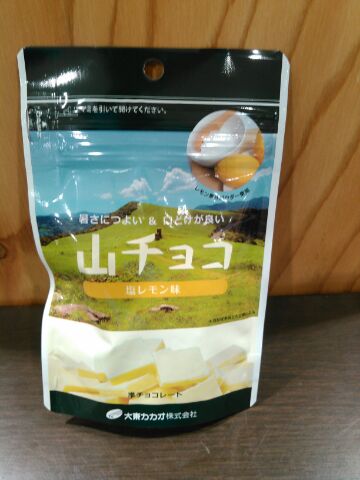 ミを引いて開けてください。
レモン果汁パウダー使用
暑さにつよい & 口どけが良い
山チョコ
塩レモン味
準チョコレート
大東カカオ株式会社